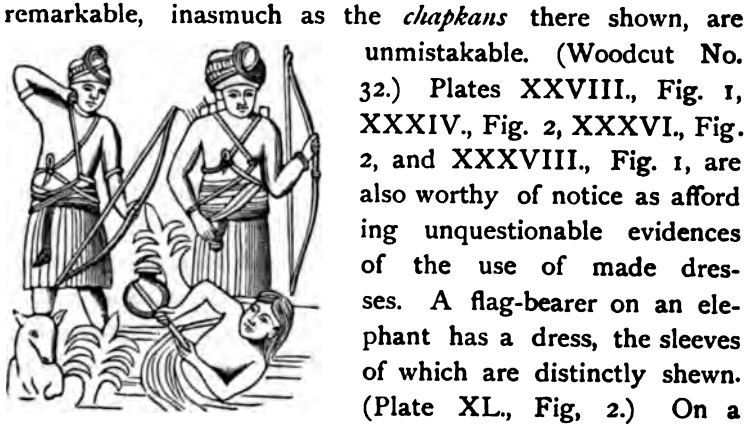 remarkable, inasmuch as the chapkans there shown, are
unmistakable. (Woodcut No.
32.) Plates XXVIII., Fig. 1,
XXXIV., Fig. 2, XXXVI., Fig.
2, and XXXVIII., Fig. 1, are
also worthy of notice as afford
ing unquestionable evidences
of the use of made dres-
ses. A flag-bearer on an ele-
phant has a dress, the sleeves
of which are distinctly shewn.
(Plate XL., Fig, 2.) On a